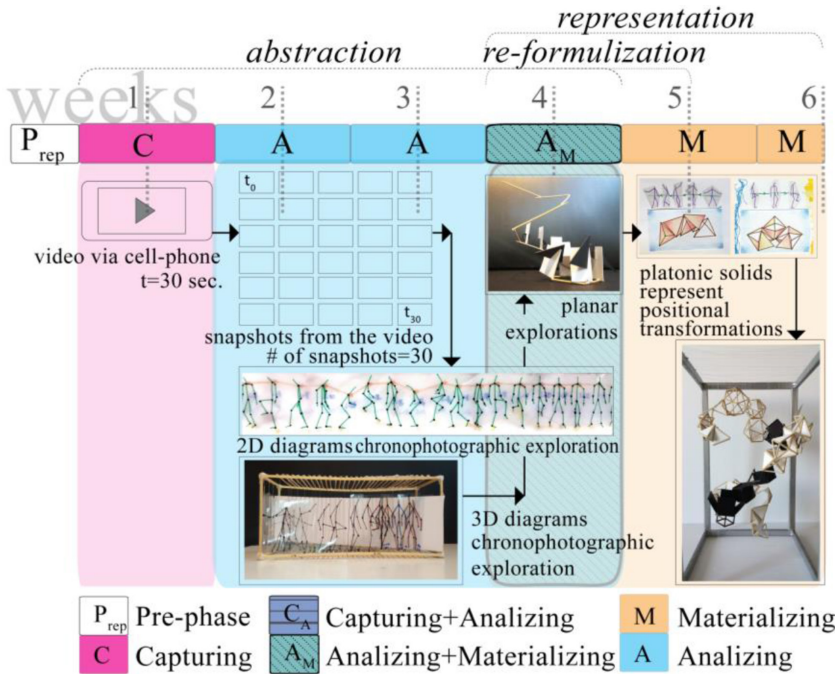 representation
abstraction
re-formulization
weeks
1
2
3
4
5
6
Prep
C
A
A
AM
M
M
t0
t30
video via cell-phone
t=30 sec.
snapshots from the video
# of snapshots=30
2D diagrams chronophotographic exploration
3D diagrams
chronophotographic
exploration
planar
explorations
platonic solids
represent
positional
transformations
Prep Pre-phase
CA Capturing+Analizing
M Materializing
C Capturing
AM Analizing+Materializing
A Analizing